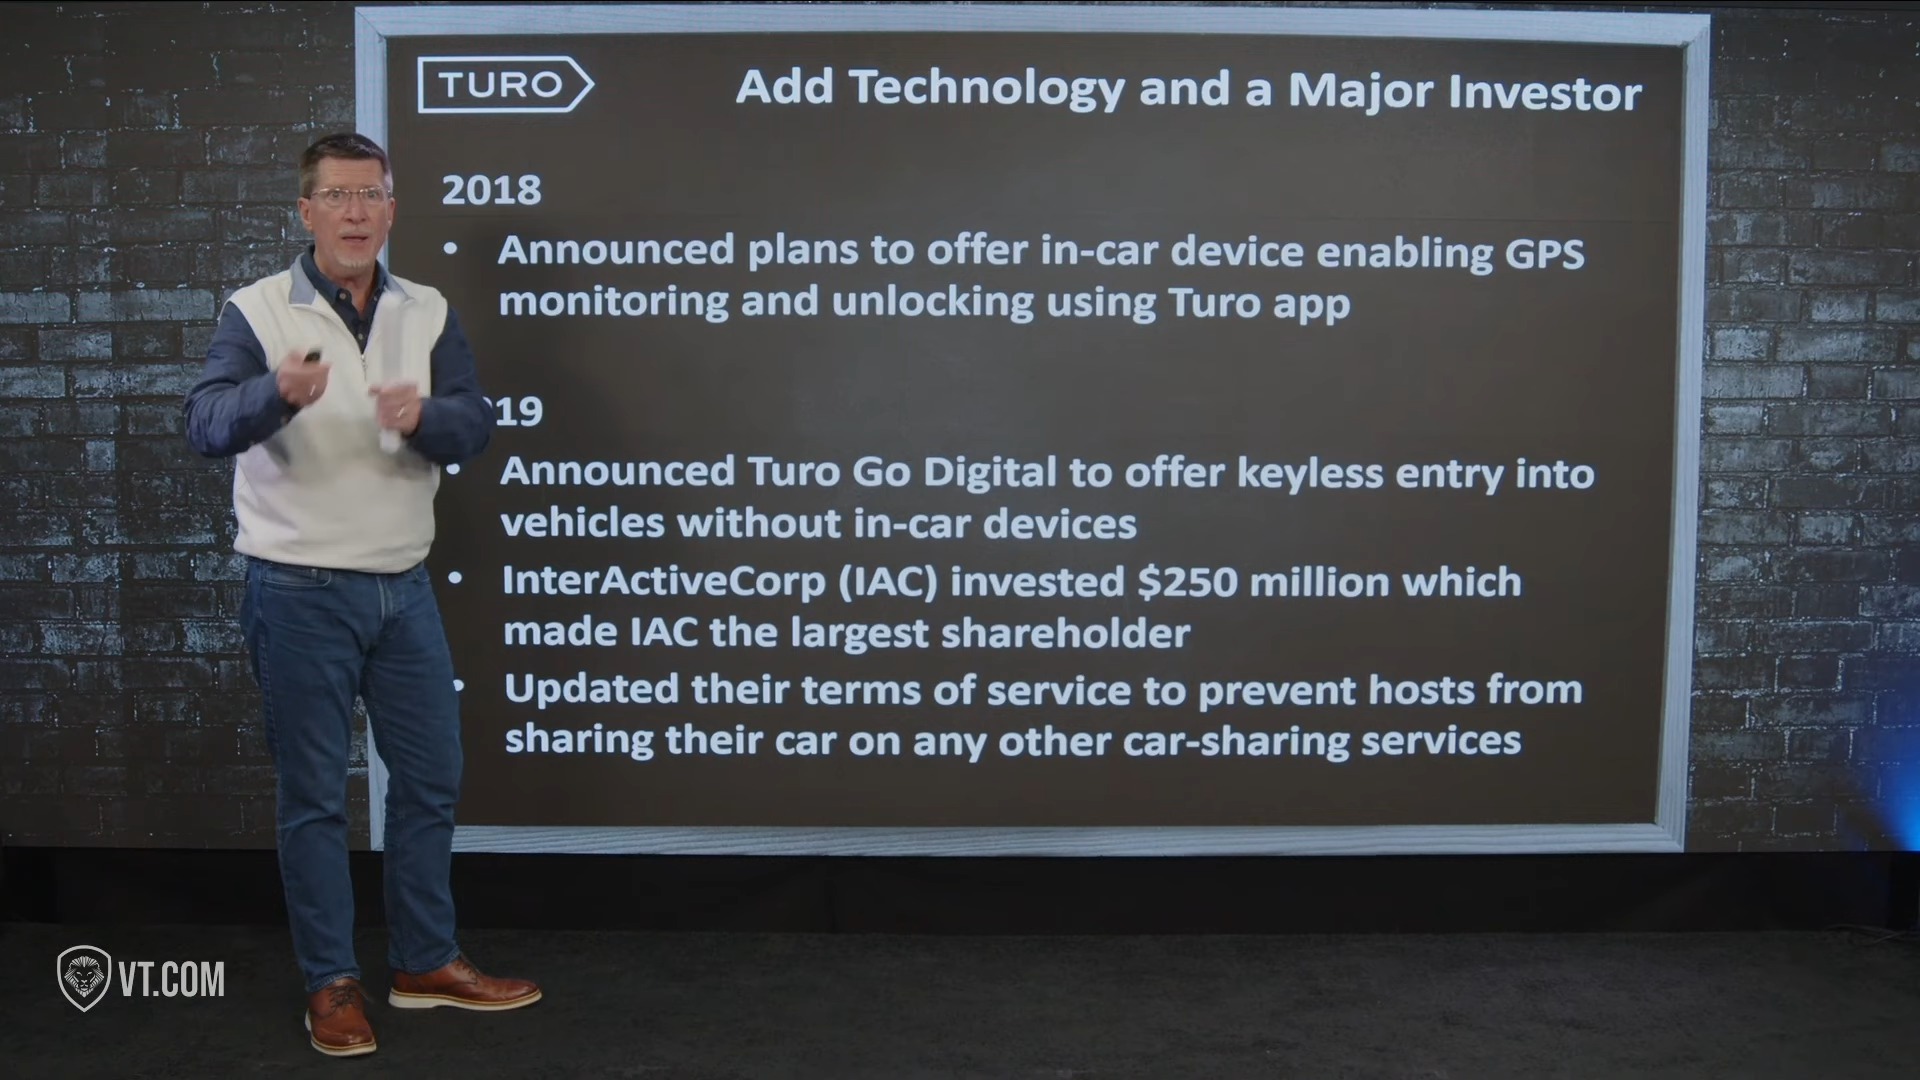 TURO
Add Technology and a Major Investor
2018
• Announced plans to offer in-car device enabling GPS
monitoring and unlocking using Turo app
19
• Announced Turo Go Digital to offer keyless entry into
vehicles without in-car devices
• InterActiveCorp (IAC) invested $250 million which
made IAC the largest shareholder
• Updated their terms of service to prevent hosts from
sharing their car on any other car-sharing services
VT.COM